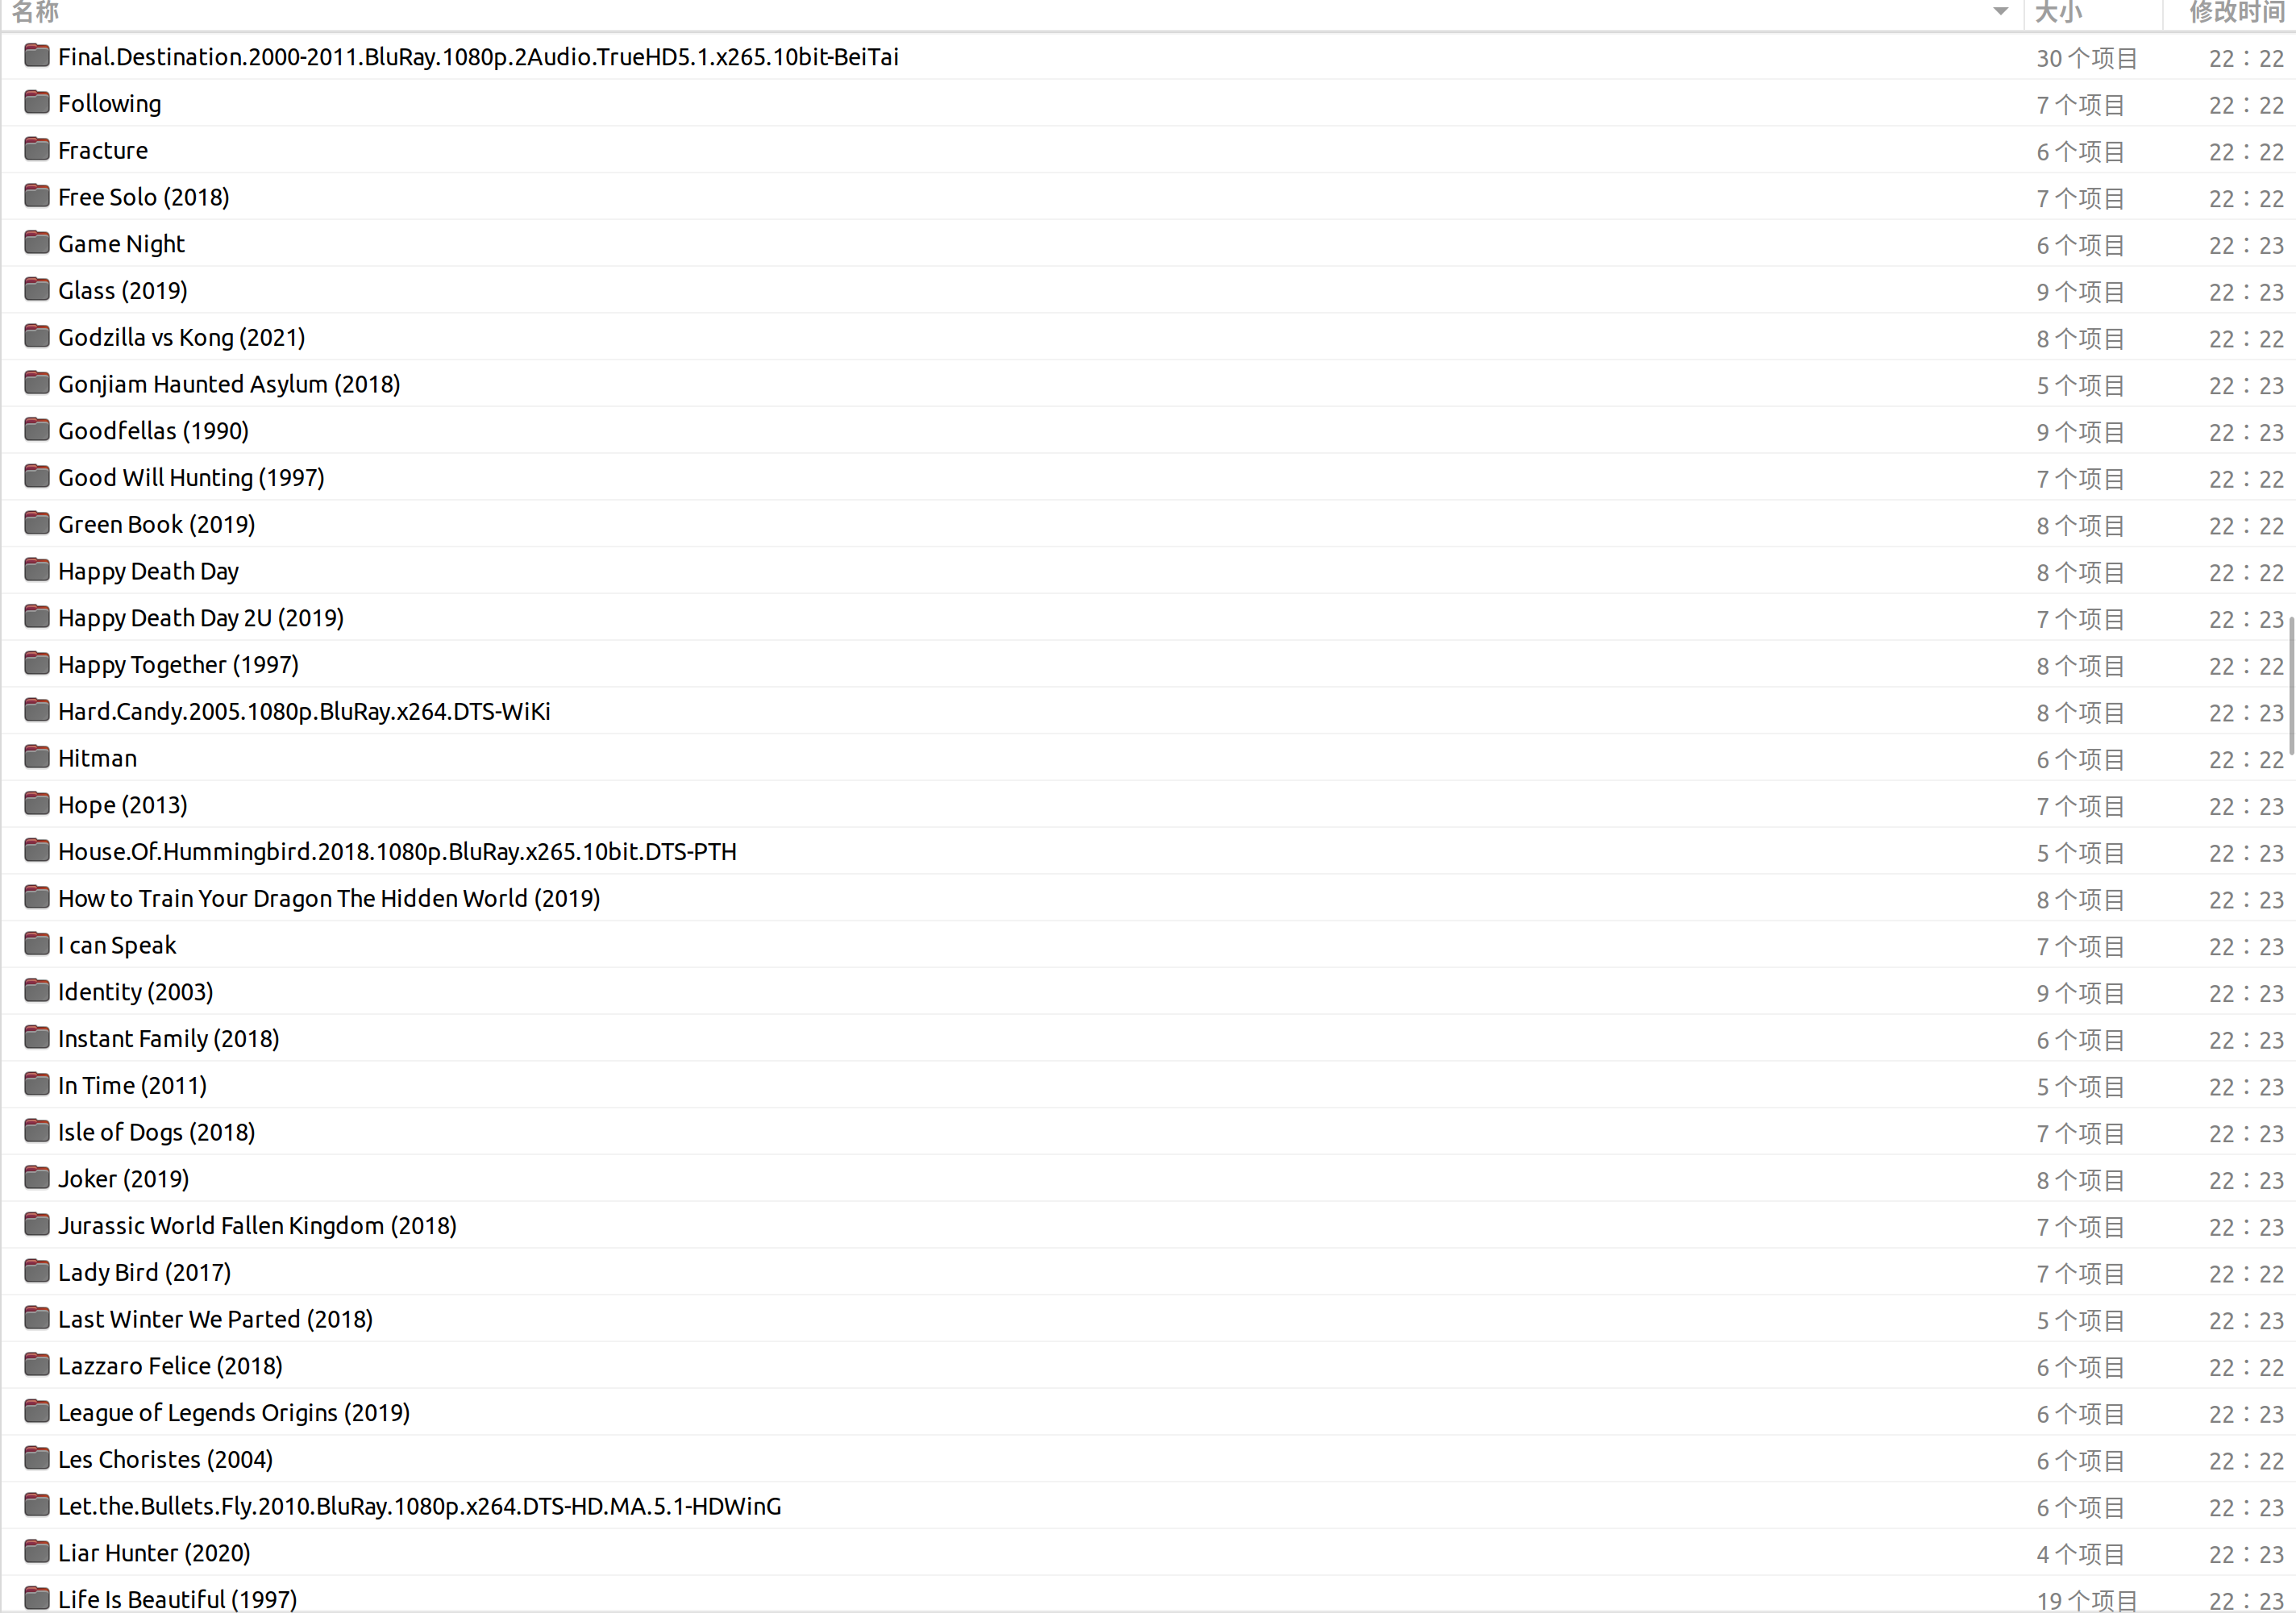 名称 大小 修改时间
Final.Destination.2000-2011.BluRay.1080p.2Audio.TrueHD5.1.x265.10bit-BeiTai 30 个项目 22：22
Following 7 个项目 22：22
Fracture 6 个项目 22：22
Free Solo (2018) 7 个项目 22：22
Game Night 6 个项目 22：23
Glass (2019) 9 个项目 22：23
Godzilla vs Kong (2021) 8 个项目 22：22
Gonjiam Haunted Asylum (2018) 5 个项目 22：23
Goodfellas (1990) 9 个项目 22：23
Good Will Hunting (1997) 7 个项目 22：22
Green Book (2019) 8 个项目 22：22
Happy Death Day 8 个项目 22：22
Happy Death Day 2U (2019) 7 个项目 22：23
Happy Together (1997) 8 个项目 22：22
Hard.Candy.2005.1080p.BluRay.x264.DTS-WiKi 8 个项目 22：23
Hitman 6 个项目 22：22
Hope (2013) 7 个项目 22：23
House.Of.Hummingbird.2018.1080p.BluRay.x265.10bit.DTS-PTH 5 个项目 22：23
How to Train Your Dragon The Hidden World (2019) 8 个项目 22：23
I can Speak 7 个项目 22：23
Identity (2003) 9 个项目 22：23
Instant Family (2018) 6 个项目 22：23
In Time (2011) 5 个项目 22：23
Isle of Dogs (2018) 7 个项目 22：23
Joker (2019) 8 个项目 22：23
Jurassic World Fallen Kingdom (2018) 7 个项目 22：23
Lady Bird (2017) 7 个项目 22：22
Last Winter We Parted (2018) 5 个项目 22：23
Lazzaro Felice (2018) 6 个项目 22：22
League of Legends Origins (2019) 6 个项目 22：23
Les Choristes (2004) 6 个项目 22：22
Let.the.Bullets.Fly.2010.BluRay.1080p.x264.DTS-HD.MA.5.1-HDWinG 6 个项目 22：23
Liar Hunter (2020) 4 个项目 22：23
Life Is Beautiful (1997) 19 个项目 22：23